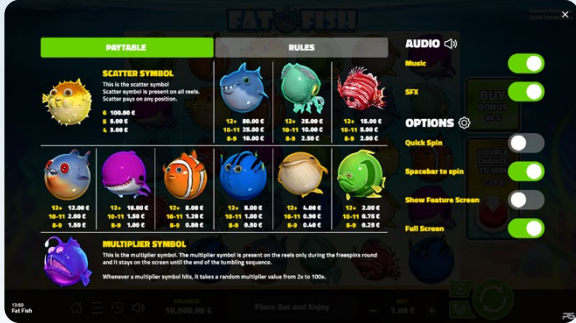 FAT FISH
PAYTABLE
RULES
SCATTER SYMBOL
This is the scatter symbol
Scatter symbol is present on all reels.
Scatter pays on any position.
6 100.00 £
5 5.00 £
4 3.00 £
12+ 50.00 £
10-11 25.00 £
8-9 10.00 £
12+ 25.00 £
10-11 10.00 £
8-9 2.50 £
12+ 15.00 £
10-11 5.00 £
8-9 2.00 £
12+ 12.00 £
10-11 2.00 £
8-9 1.50 £
12+ 10.00 £
10-11 1.50 £
8-9 1.00 £
12+ 8.00 £
10-11 1.20 £
8-9 0.80 £
12+ 5.00 £
10-11 1.00 £
8-9 0.50 £
12+ 4.00 £
10-11 0.90 £
8-9 0.40 £
12+ 2.00 £
10-11 0.75 £
8-9 0.25 £
MULTIPLIER SYMBOL
This is the multiplier symbol. The multiplier symbol is present on the reels only during the freespins round
and it stays on the screen until the end of the tumbling sequence.
Whenever a multiplier symbol hits, it takes a random multiplier value from 2x to 100x.
AUDIO
Music
SFX
OPTIONS
Quick Spin
Spacebar to spin
Show Feature Screen
Full Screen
BUY
BONUS
13:50
Fat Fish
Place Bet and Enjoy